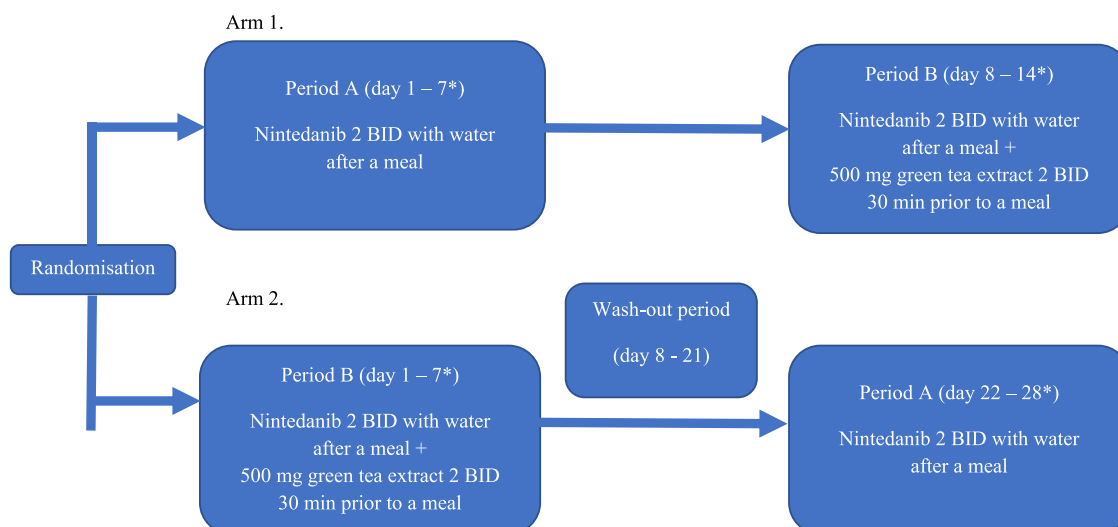 Arm 1.
Period A (day 1 – 7*)
Nintedanib 2 BID with water
after a meal
Period B (day 8 – 14*)
Nintedanib 2 BID with water
after a meal +
500 mg green tea extract 2 BID
30 min prior to a meal
Randomisation
Arm 2.
Period B (day 1 – 7*)
Nintedanib 2 BID with water
after a meal +
500 mg green tea extract 2 BID
30 min prior to a meal
Wash-out period
(day 8 - 21)
Period A (day 22 – 28*)
Nintedanib 2 BID with water
after a meal